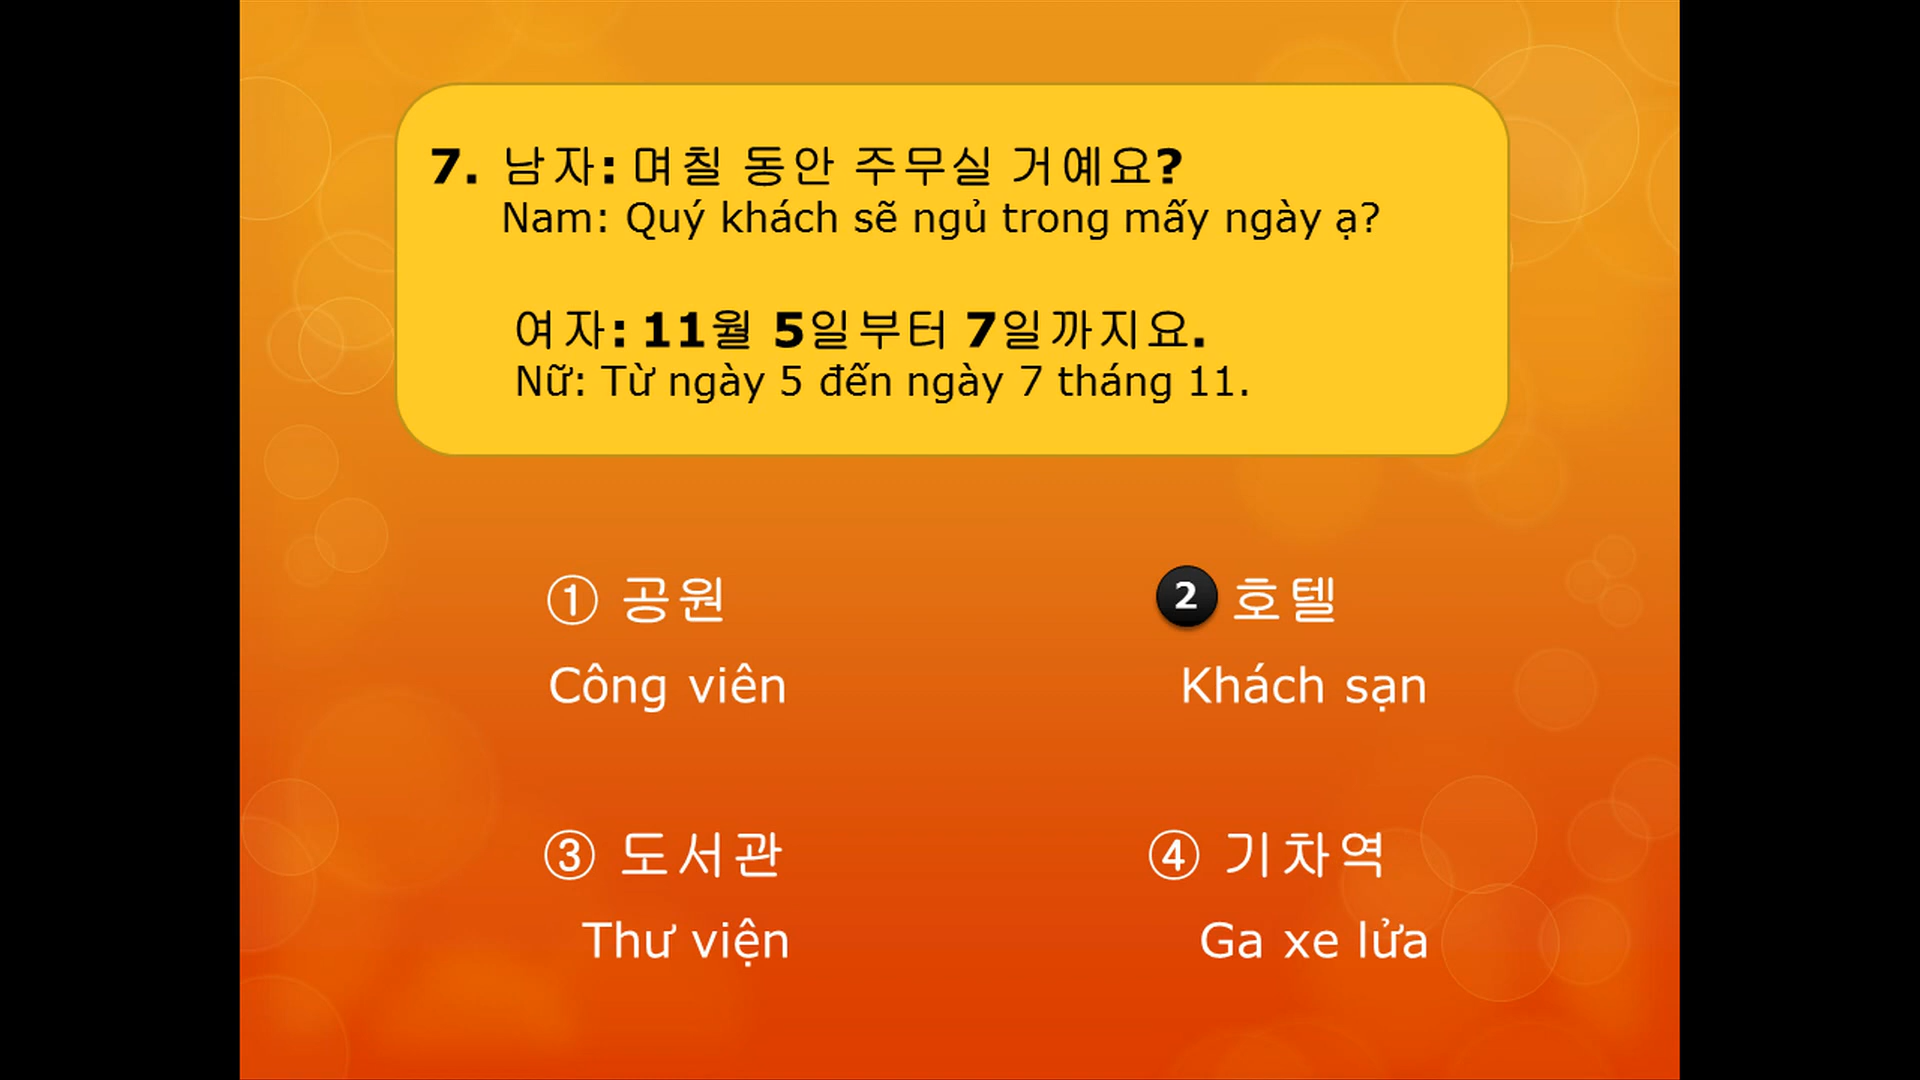 7. 남자: 며칠 동안 주무실 거예요?
Nam: Quý khách sẽ ngủ trong mấy ngày ạ?
여자: 11월 5일부터 7일까지요.
Nữ: Từ ngày 5 đến ngày 7 tháng 11.
① 공원
2 호텔
Công viên
Khách sạn
③ 도서관
④ 기차역
Thư viện
Ga xe lửa